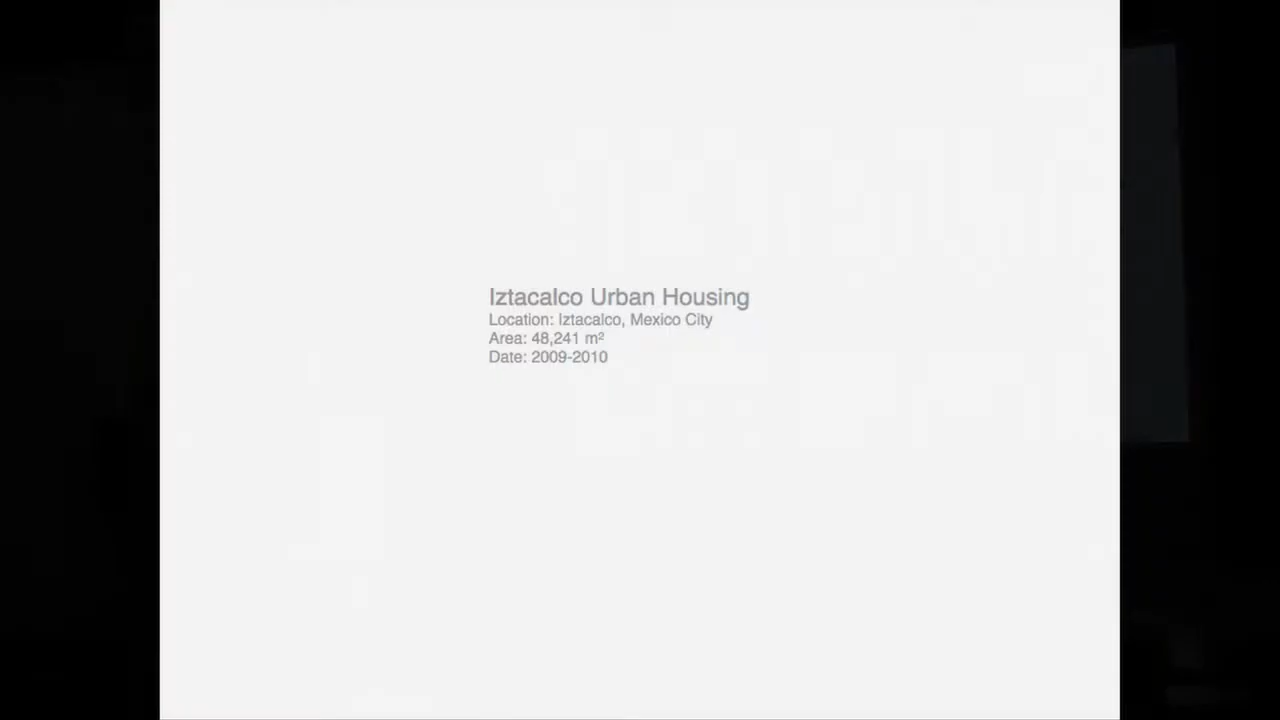 Iztacalco Urban Housing
Location: Iztacalco, Mexico City
Area: 48,241 m²
Date: 2009-2010